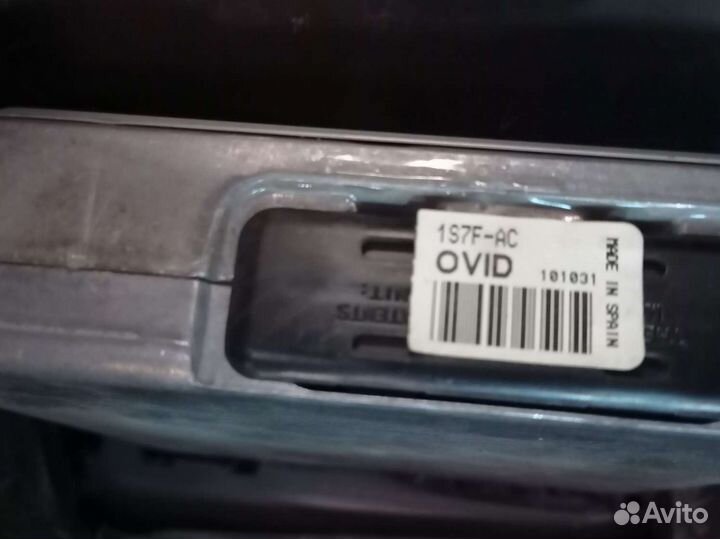 1S7F-AC
OVID 101031
MADE IN SPAIN
Avito